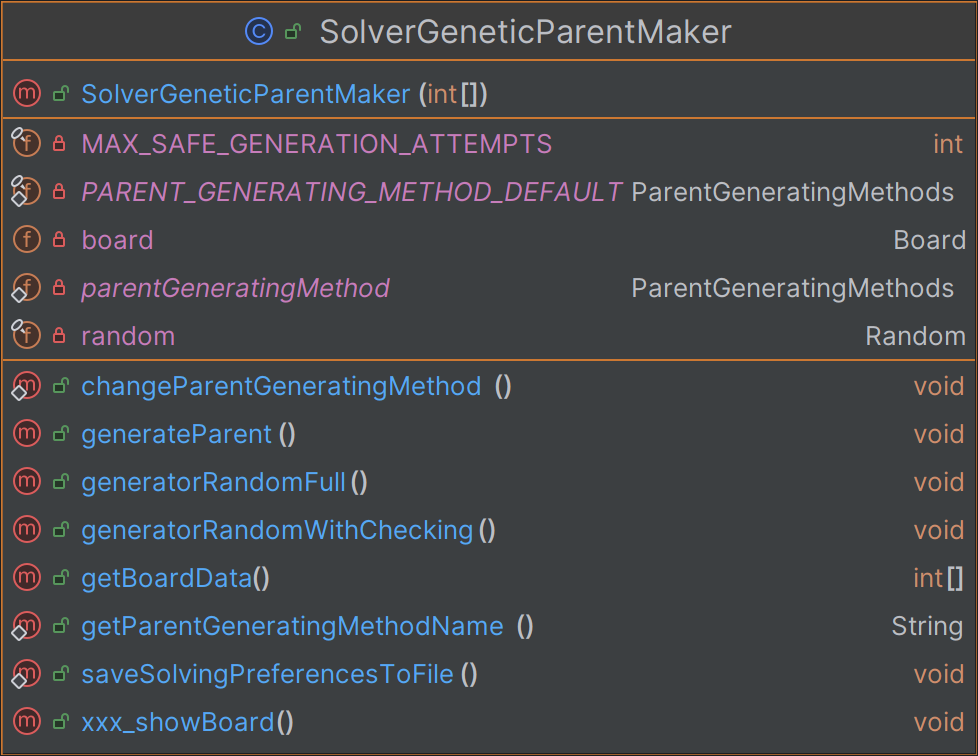 C SolverGeneticParentMaker
m SolverGeneticParentMaker (int[])
f MAX_SAFE_GENERATION_ATTEMPTS int
f PARENT_GENERATING_METHOD_DEFAULT ParentGeneratingMethods
f board Board
f parentGeneratingMethod ParentGeneratingMethods
f random Random
m changeParentGeneratingMethod () void
m generateParent () void
m generatorRandomFull () void
m generatorRandomWithChecking () void
m getBoardData() int[]
m getParentGeneratingMethodName () String
m saveSolvingPreferencesToFile () void
m xxx_showBoard() void